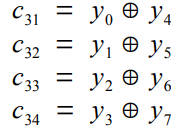 c₃₁ = y₀ ⊕ y₄
c₃₂ = y₁ ⊕ y₅
c₃₃ = y₂ ⊕ y₆
c₃₄ = y₃ ⊕ y₇